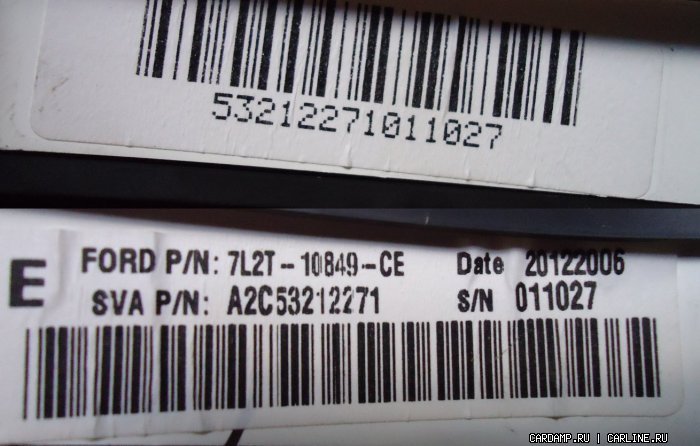 53212271011027
E
FORD P/N: 7L2T-10849-CE Date 20122006
SVA P/N: A2C53212271 S/N 011027
CARDAMP.RU | CARLINE.RU